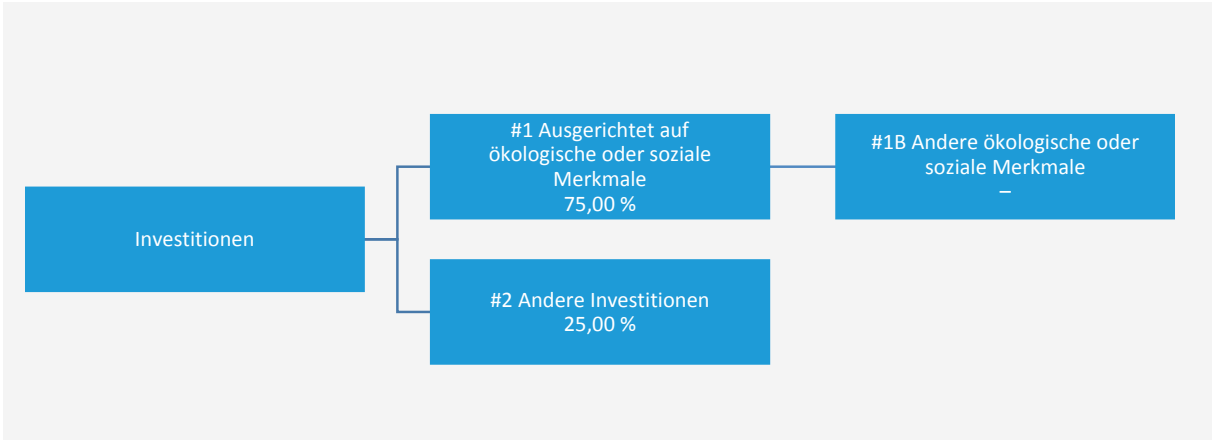 Investitionen
#1 Ausgerichtet auf
ökologische oder soziale
Merkmale
75,00 %
#1B Andere ökologische oder
soziale Merkmale
–
#2 Andere Investitionen
25,00 %